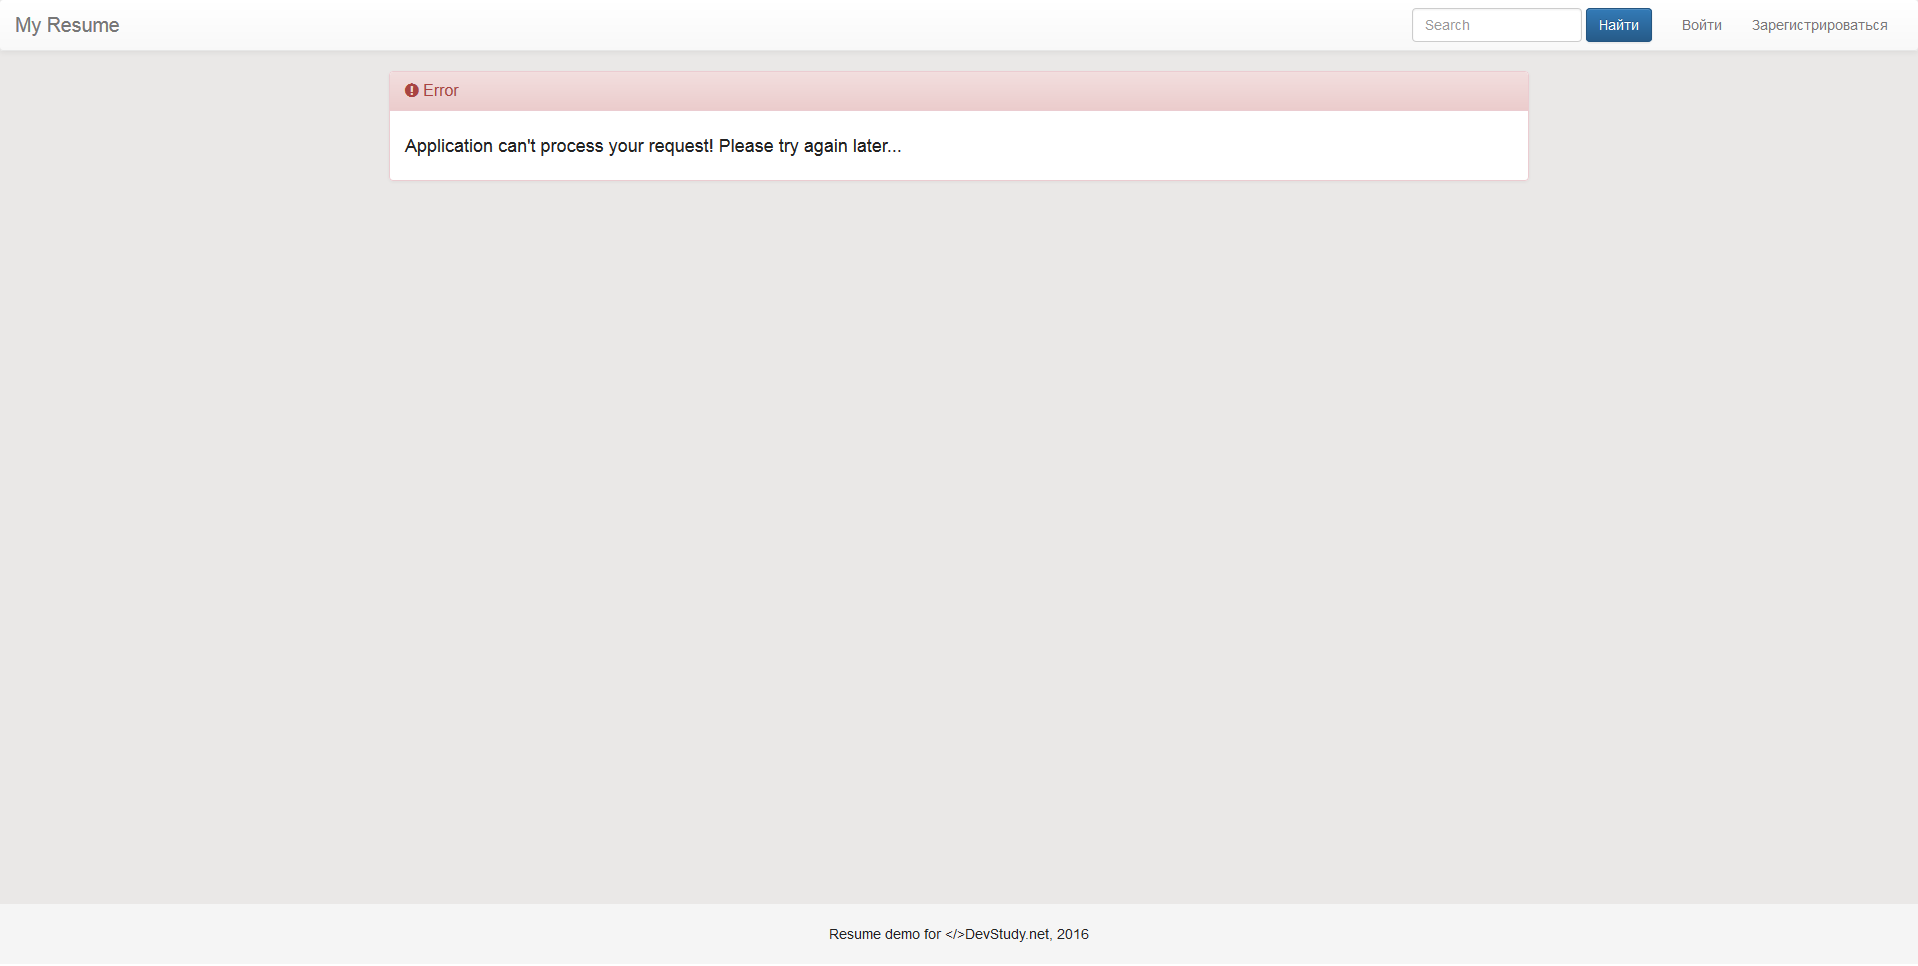 My Resume
Search
Найти
Войти
Зарегистрироваться
Error
Application can't process your request! Please try again later...
Resume demo for </>DevStudy.net, 2016